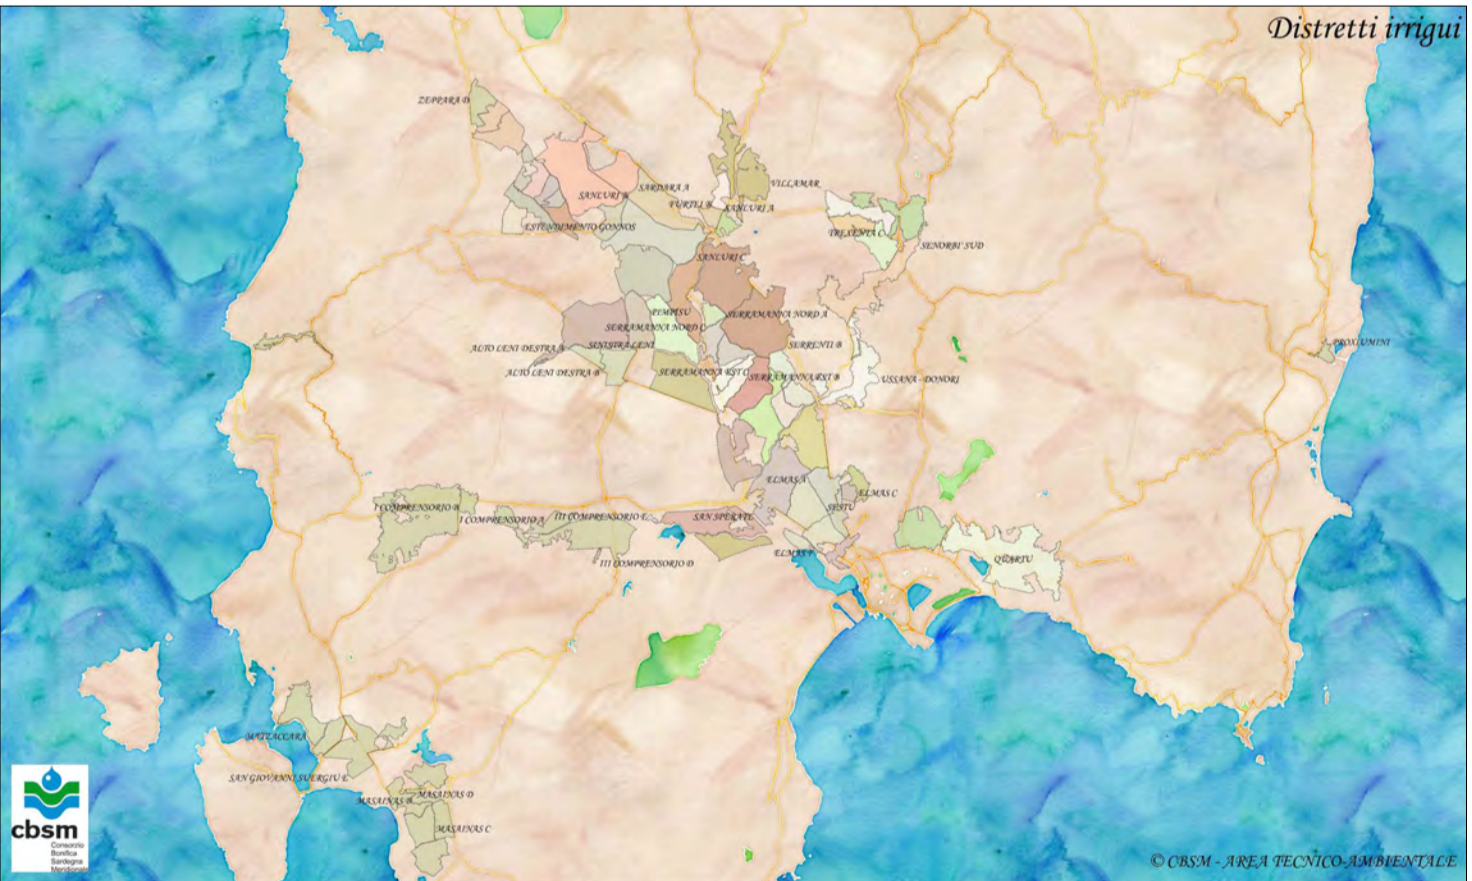 Distretti irrigui
ZEPPARA D
SARDARA A
VILLAMAR
SANLURI B
FURTEI B
SANLURI A
ESTENDIMENTO GONNOS
TREXENTA C
SENORBI' SUD
SANLURI C
PIMPISU
SERRAMANNA NORD A
SERRAMANNA NORD C
SINISTRA LENI
SERRENTI B
ALTO LENI DESTRA A
ALTO LENI DESTRA B
SERRAMANNA EST C
SERRAMANNA EST B
USSANA - DONORI
ELMAS A
ELMAS C
SESTU
I COMPRENSORIO B
I COMPRENSORIO A
III COMPRENSORIO E
SAN SPERATE
III COMPRENSORIO D
ELMAS F
QUARTU
MATZACCARA
SAN GIOVANNI SUERGIU E
MASAINAS B
MASAINAS D
MASAINAS C
cbsm
Consorzio
Bonifica
Sardegna
Meridionale
© CBSM - AREA TECNICO-AMBIENTALE